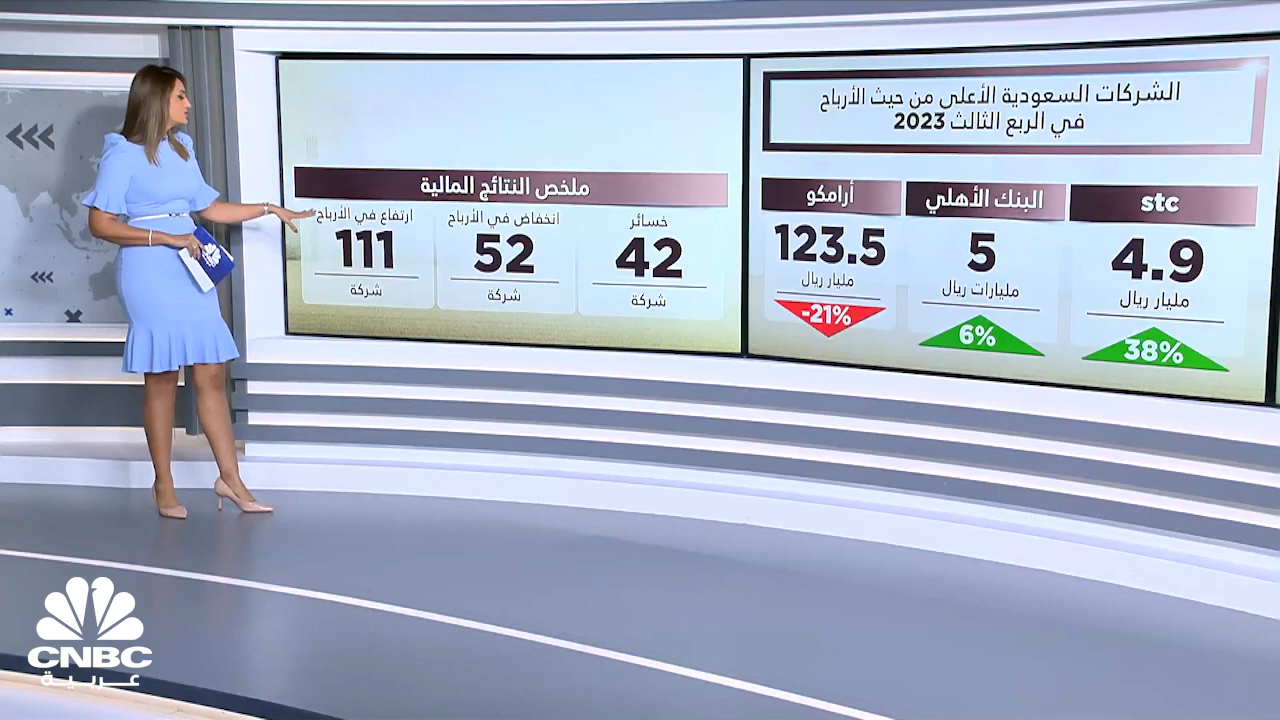 الشركات السعودية الأعلى من حيث الأرباح
في الربع الثالث 2023
stc
4.9
مليار ريال
38%
البنك الأهلي
5
مليارات ريال
6%
أرامكو
123.5
مليار ريال
-21%
ملخص النتائج المالية
خسائر
42
شركة
انخفاض في الأرباح
52
شركة
ارتفاع في الأرباح
111
شركة
CNBC
عربية